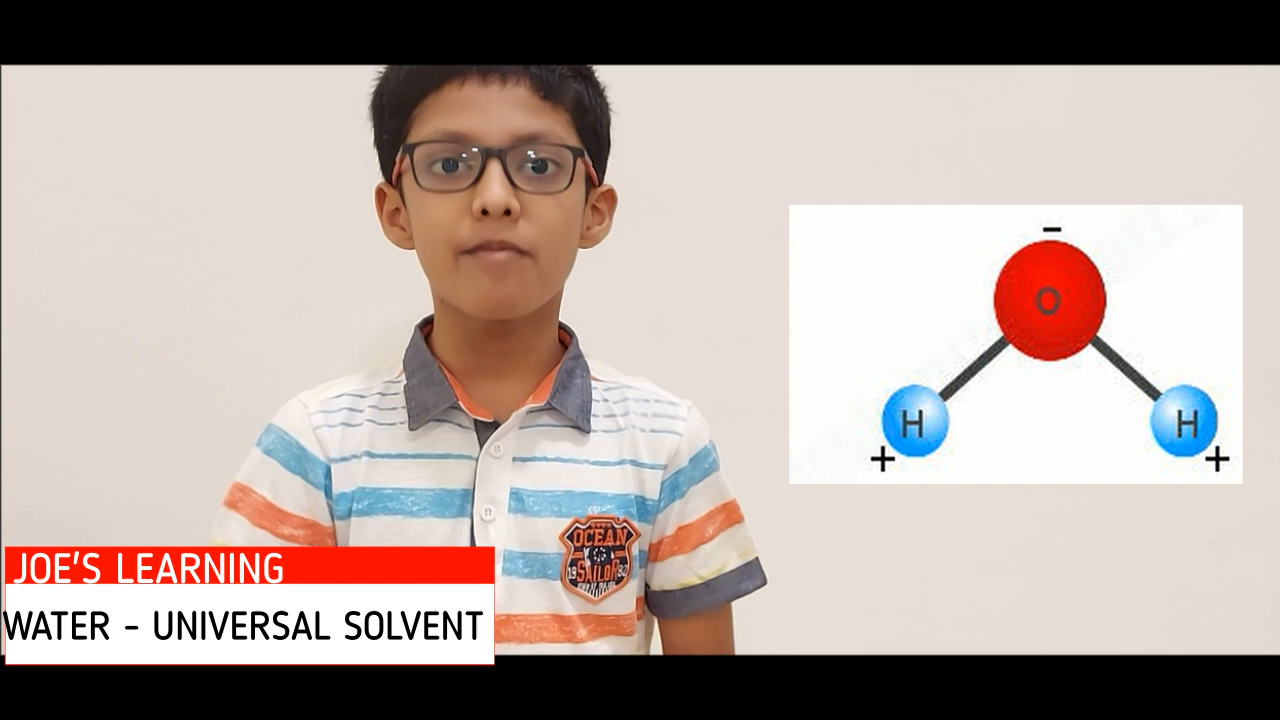 JOE'S LEARNING
WATER - UNIVERSAL SOLVENT
OCEAN
SAILOR
-
O
H
H
+
+